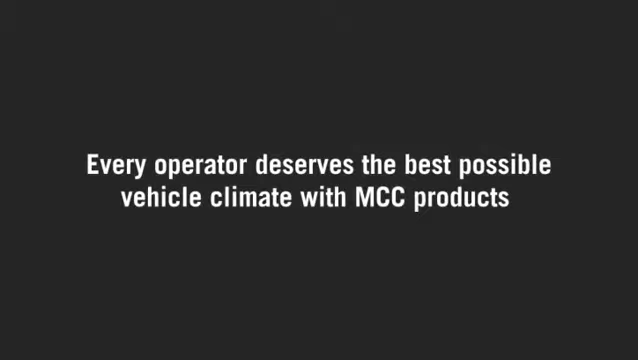 Every operator deserves the best possible
vehicle climate with MCC products